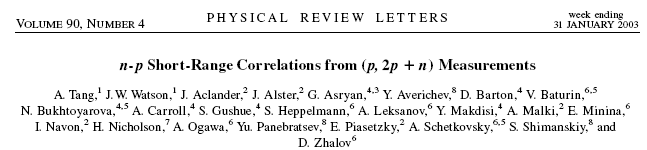 VOLUME 90, NUMBER 4 PHYSICAL REVIEW LETTERS week ending 31 JANUARY 2003
n-p Short-Range Correlations from (p, 2p + n) Measurements
A. Tang,1 J.W. Watson,1 J. Aclander,2 J. Alster,2 G. Asryan,4,3 Y. Averichev,8 D. Barton,4 V. Baturin,6,5
N. Bukhtoyarova,4,5 A. Carroll,4 S. Gushue,4 S. Heppelmann,6 A. Leksanov,6 Y. Makdisi,4 A. Malki,2 E. Minina,6
I. Navon,2 H. Nicholson,7 A. Ogawa,6 Yu. Panebratsev,8 E. Piasetzky,2 A. Schetkovsky,6,5 S. Shimanskiy,8 and
D. Zhalov6